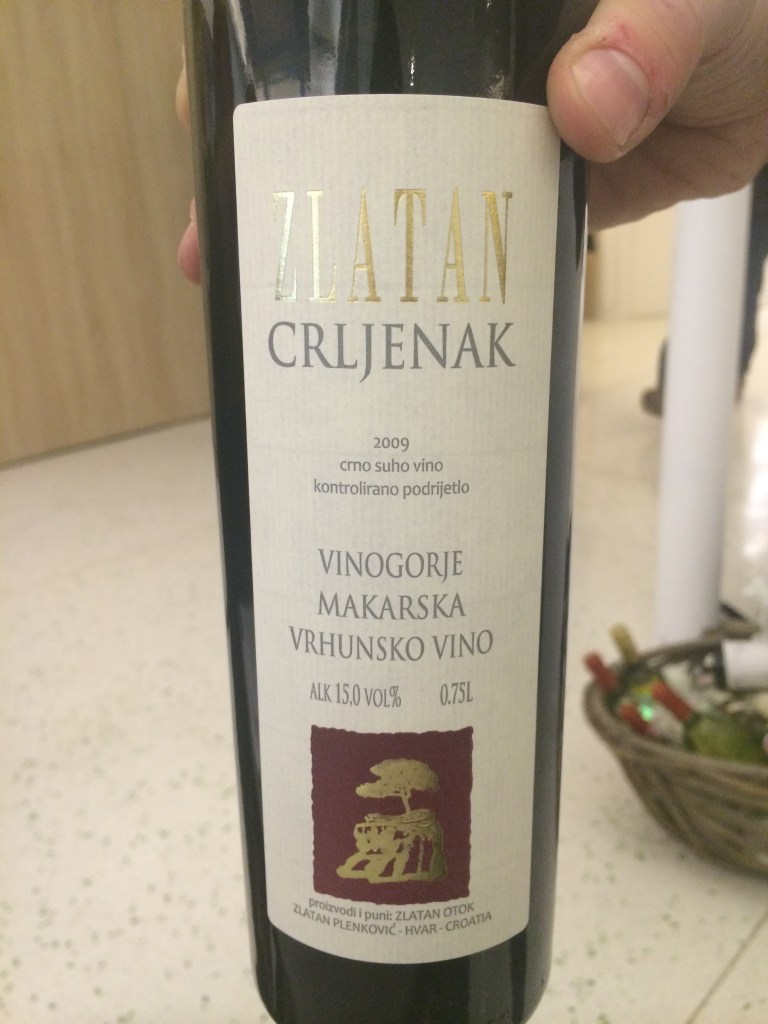 ZLATAN
CRLJENAK
2009
crno suho vino
kontrolirano podrijetlo
VINOGORJE
MAKARSKA
VRHUNSKO VINO
ALK 15,0 VOL% 0.75L
proizvodi i puni: ZLATAN OTOK
ZLATAN PLENKOVIĆ - HVAR - CROATIA